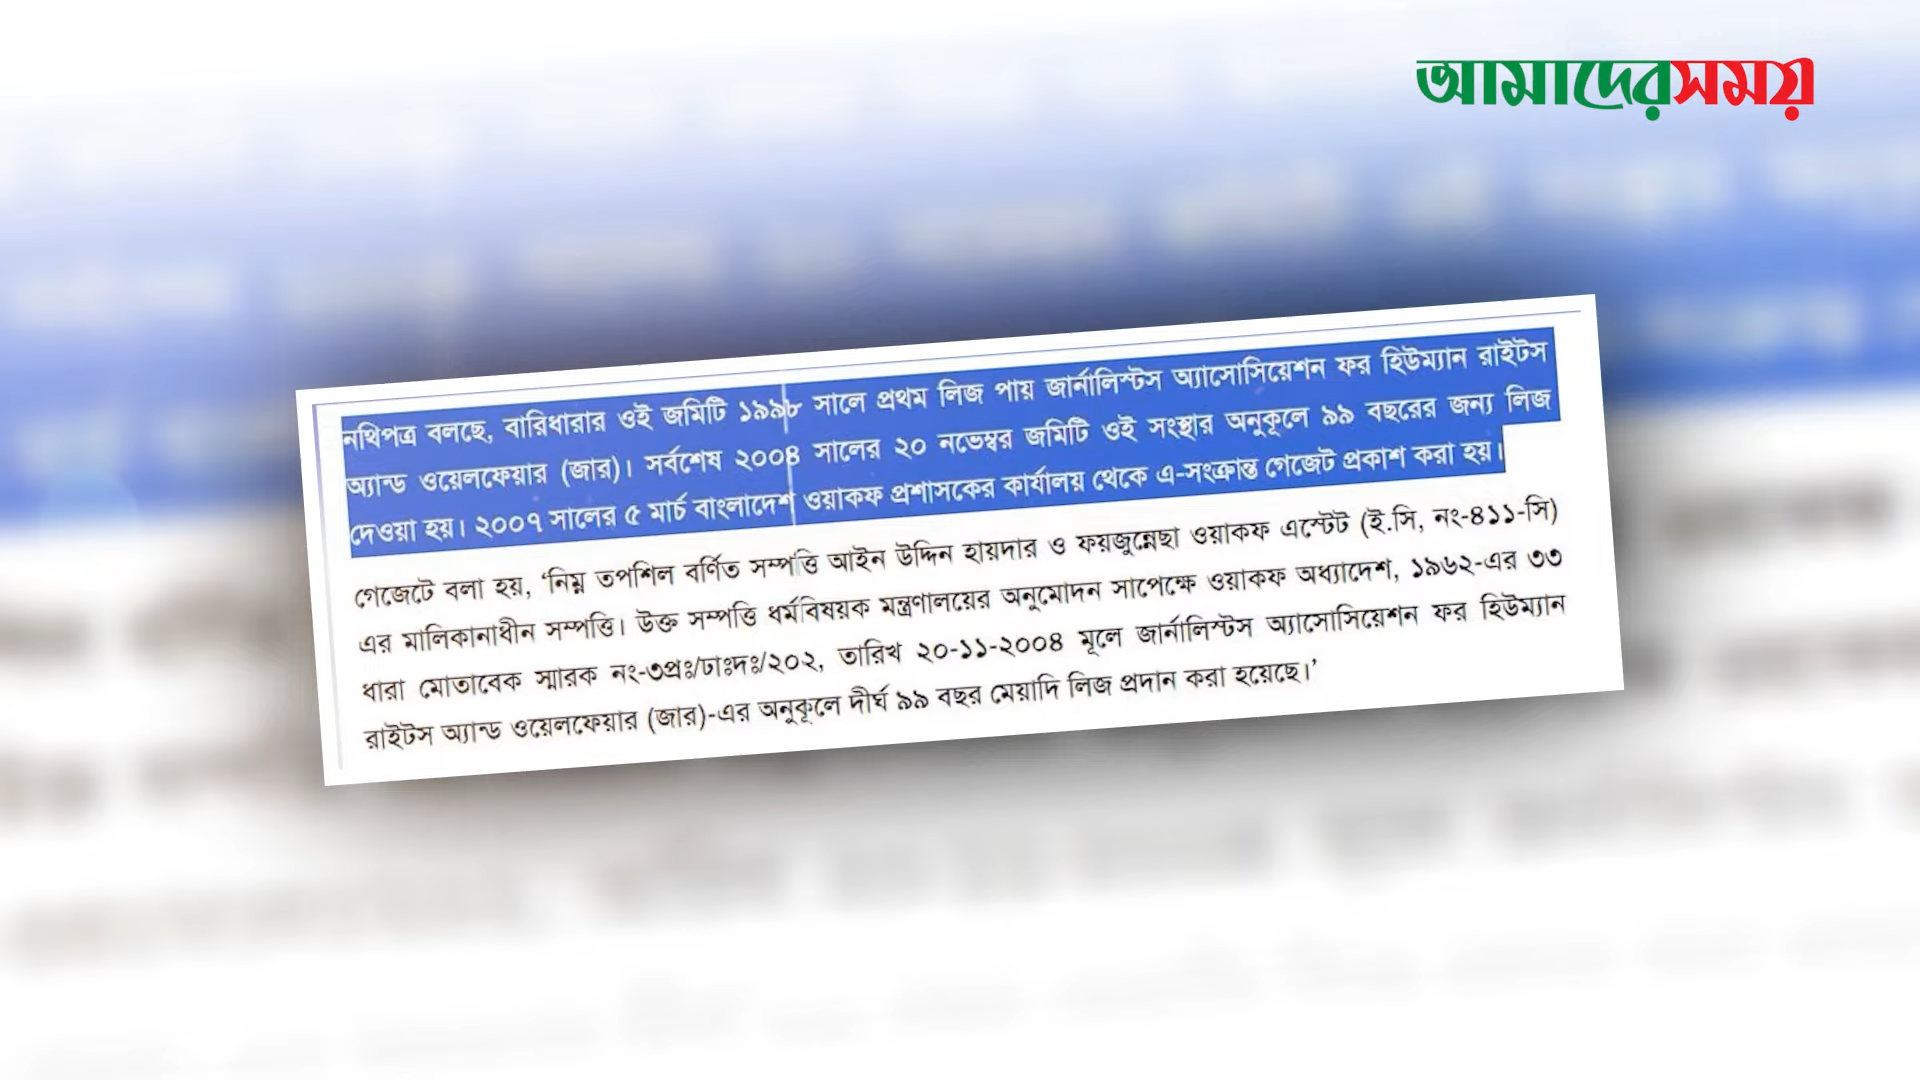 আমাদেরসময়
নথিপত্র বলছে, বারিধারার ওই জমিটি ১৯৯৮ সালে প্রথম লিজ পায় জার্নালিস্টস অ্যাসোসিয়েশন ফর হিউম্যান রাইটস
অ্যান্ড ওয়েলফেয়ার (জার)। সর্বশেষ ২০০৪ সালের ২০ নভেম্বর জমিটি ওই সংস্থার অনুকূলে ৯৯ বছরের জন্য লিজ
দেওয়া হয়। ২০০৭ সালের ৫ মার্চ বাংলাদেশ ওয়াকফ প্রশাসকের কার্যালয় থেকে এ-সংক্রান্ত গেজেট প্রকাশ করা হয়।
গেজেটে বলা হয়, ‘নিম্ন তপশিল বর্ণিত সম্পত্তি আইন উদ্দিন হায়দার ও ফয়জুন্নেছা ওয়াকফ এস্টেট (ই.সি, নং-৪১১-সি)
এর মালিকানাধীন সম্পত্তি। উক্ত সম্পত্তি ধর্মবিষয়ক মন্ত্রণালয়ের অনুমোদন সাপেক্ষে ওয়াকফ অধ্যাদেশ, ১৯৬২-এর ৩৩
ধারা মোতাবেক স্মারক নং-৩প্রঃ/ঢাঃদঃ/২০২, তারিখ ২০-১১-২০০৪ মূলে জার্নালিস্টস অ্যাসোসিয়েশন ফর হিউম্যান
রাইটস অ্যান্ড ওয়েলফেয়ার (জার)-এর অনুকূলে দীর্ঘ ৯৯ বছর মেয়াদি লিজ প্রদান করা হয়েছে।’